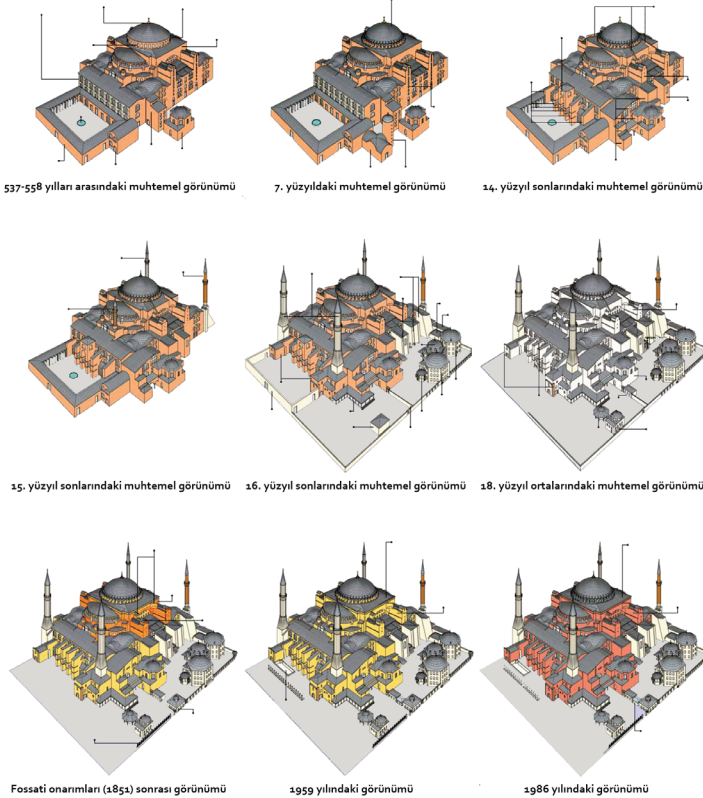 537-558 yılları arasındaki muhtemel görünümü
7. yüzyıldaki muhtemel görünümü
14. yüzyıl sonlarındaki muhtemel görünümü
15. yüzyıl sonlarındaki muhtemel görünümü
16. yüzyıl sonlarındaki muhtemel görünümü
18. yüzyıl ortalarındaki muhtemel görünümü
Fossati onarımları (1851) sonrası görünümü
1959 yılındaki görünümü
1986 yılındaki görünümü